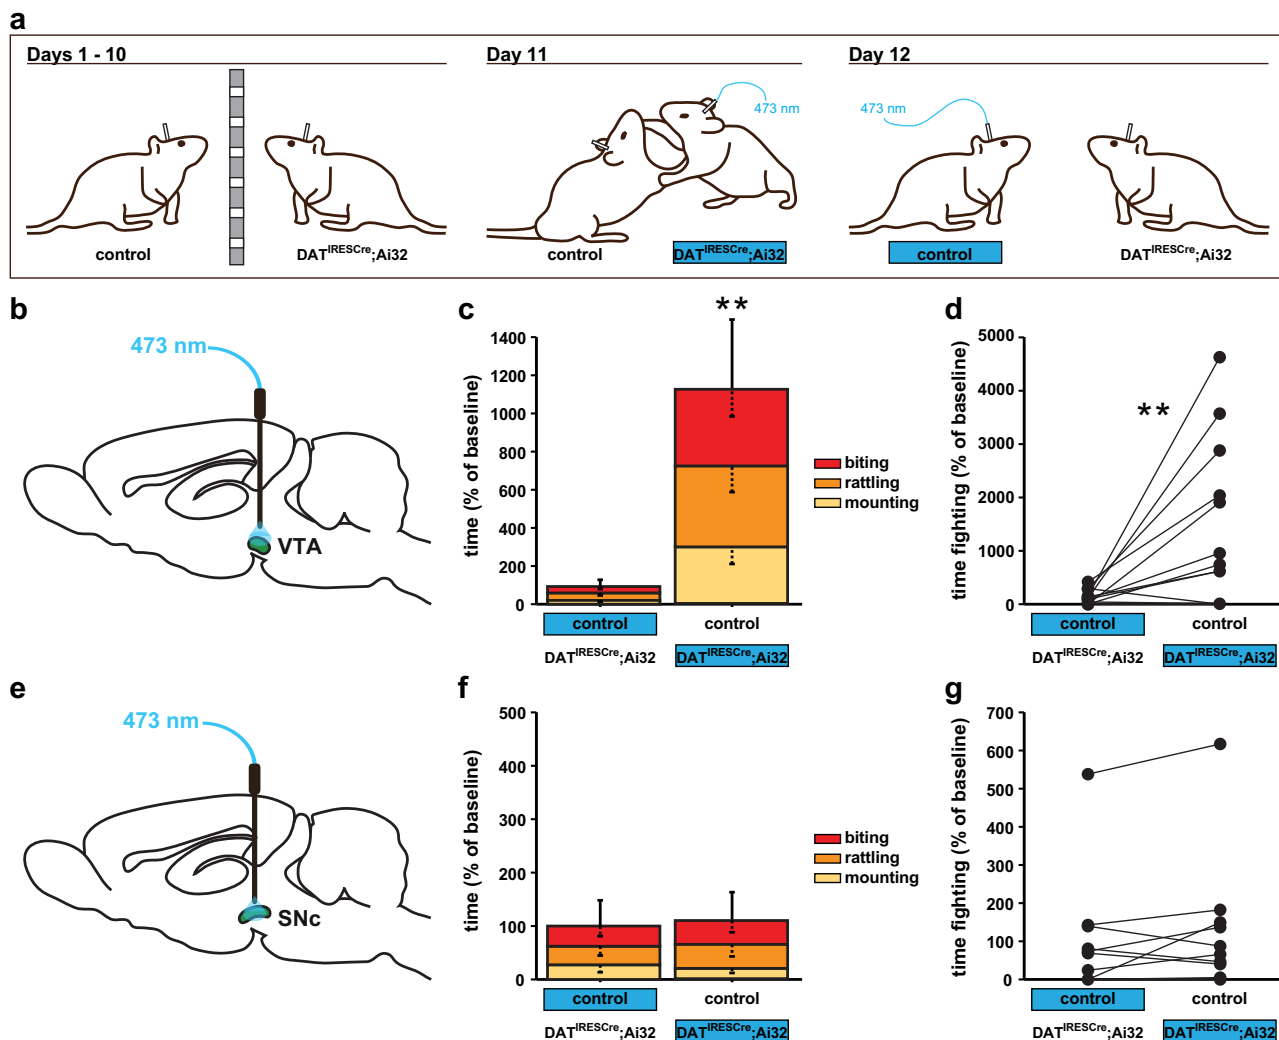 a
Days 1 - 10
Day 11
Day 12
473 nm
473 nm
control
DATIRESCre;Ai32
control
DATIRESCre;Ai32
control
DATIRESCre;Ai32
b
473 nm
VTA
c
**
time (% of baseline)
1400
1200
1000
800
600
400
200
0
biting
rattling
mounting
control
control
DATIRESCre;Ai32
DATIRESCre;Ai32
d
**
time fighting (% of baseline)
5000
4000
3000
2000
1000
0
control
control
DATIRESCre;Ai32
DATIRESCre;Ai32
e
473 nm
SNc
f
time (% of baseline)
500
400
300
200
100
0
biting
rattling
mounting
control
control
DATIRESCre;Ai32
DATIRESCre;Ai32
g
time fighting (% of baseline)
700
600
500
400
300
200
100
0
control
control
DATIRESCre;Ai32
DATIRESCre;Ai32